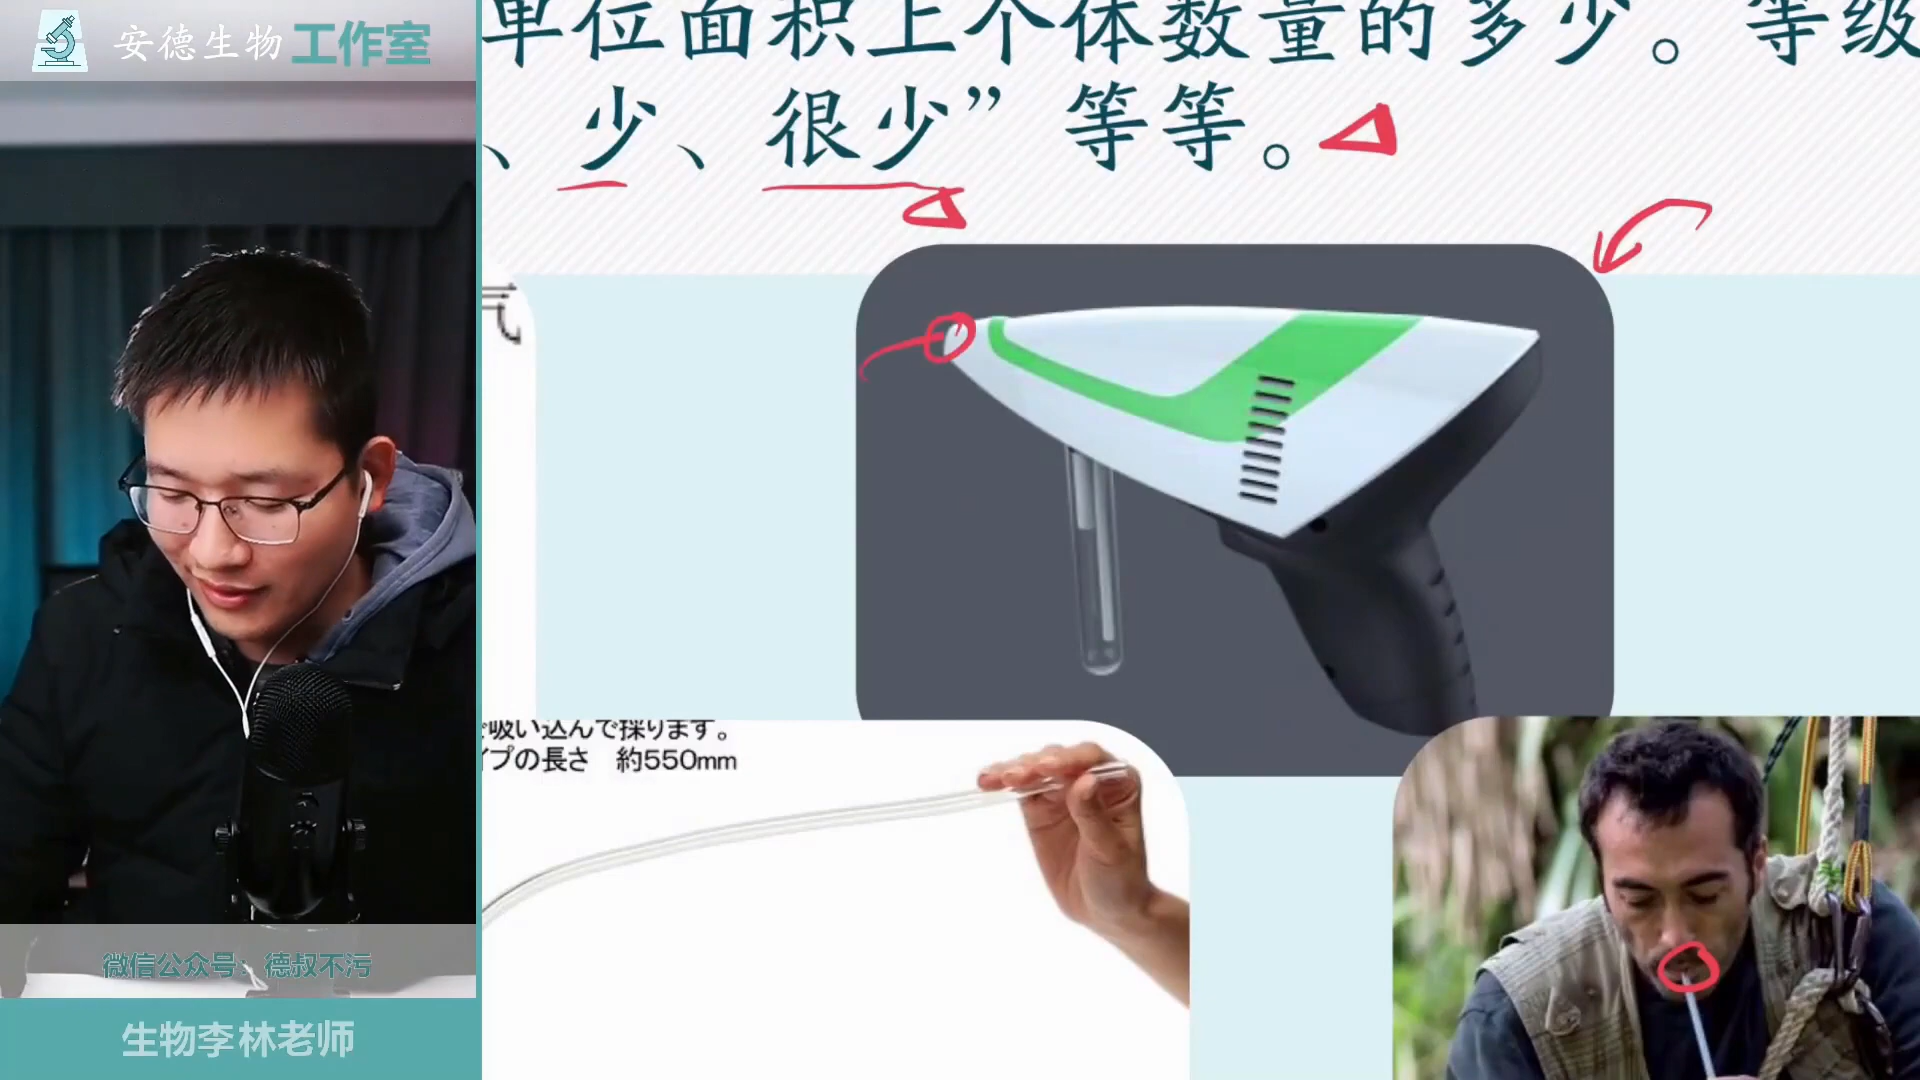 安德生物工作室
单位面积上个体数量的多少。等级
、少、很少”等等。
气
で吸い込んで採ります。
イプの長さ 約550mm
微信公众号：德叔不污
生物李林老师